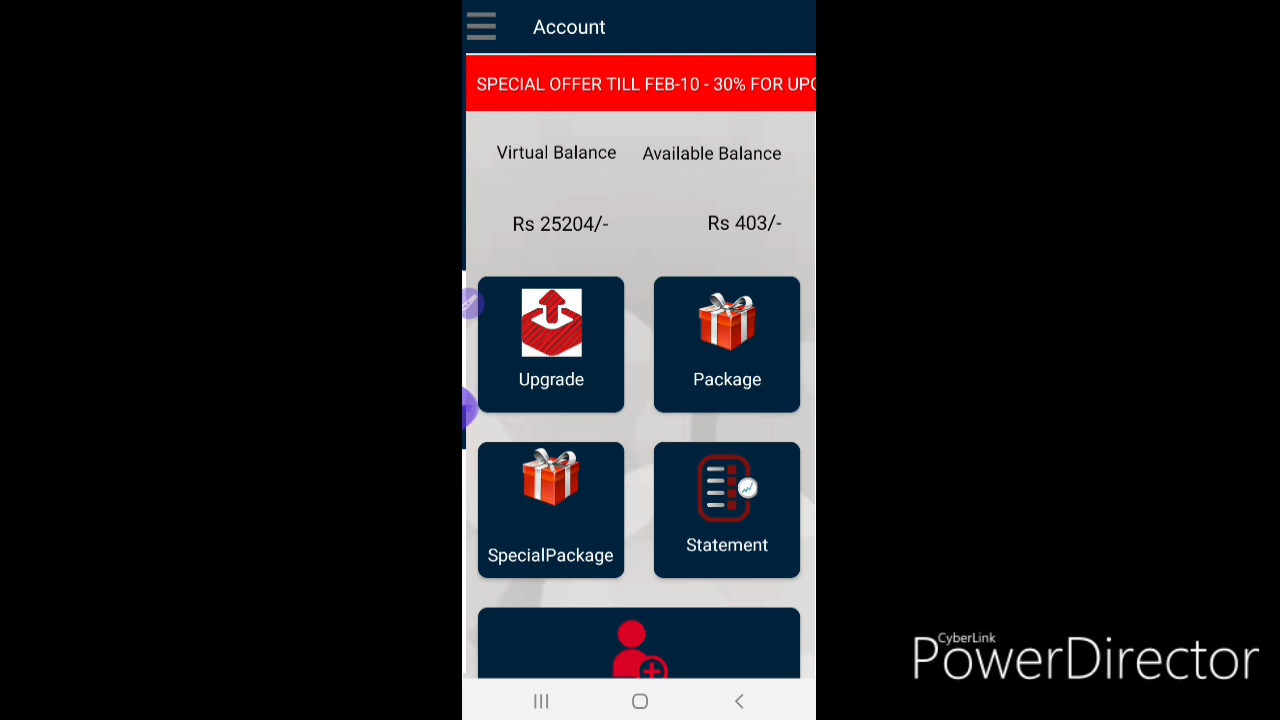 Account
SPECIAL OFFER TILL FEB-10 - 30% FOR
Virtual Balance Available Balance
Rs 25204/- Rs 403/-
Upgrade Package
SpecialPackage Statement
CyberLink
PowerDirector